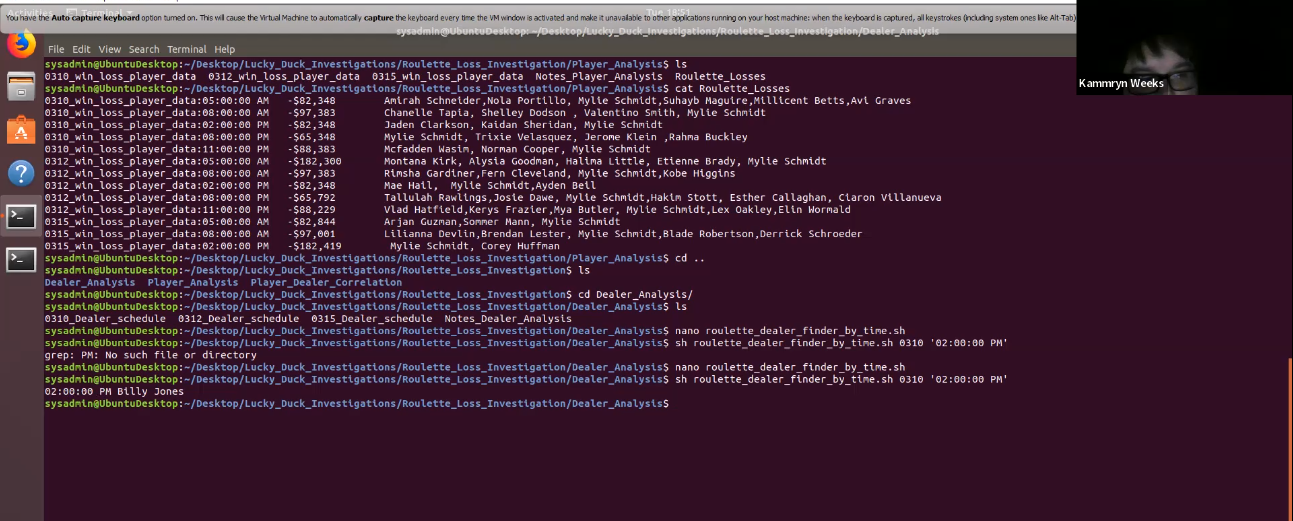 You have the Auto capture keyboard option turned on. This will cause the Virtual Machine to automatically capture the keyboard every time the VM window is activated and make it unavailable to other applications running on your host machine: when the keyboard is captured, all keystrokes (including system ones like Alt-Tab)
sysadmin@UbuntuDesktop: ~/Desktop/Lucky_Duck_Investigations/Roulette_Loss_Investigation/Dealer_Analysis
File Edit View Search Terminal Help
Kammryn Weeks
sysadmin@UbuntuDesktop:~/Desktop/Lucky_Duck_Investigations/Roulette_Loss_Investigation/Player_Analysis$ ls
0310_win_loss_player_data 0312_win_loss_player_data 0315_win_loss_player_data Notes_Player_Analysis Roulette_Losses
sysadmin@UbuntuDesktop:~/Desktop/Lucky_Duck_Investigations/Roulette_Loss_Investigation/Player_Analysis$ cat Roulette_Losses
0310_win_loss_player_data:05:00:00 AM -$82,348 Amirah Schneider,Nola Portillo, Mylie Schmidt,Suhayb Maguire,Millicent Betts,Avi Graves
0310_win_loss_player_data:08:00:00 AM -$97,383 Chanelle Tapia, Shelley Dodson , Valentino Smith, Mylie Schmidt
0310_win_loss_player_data:02:00:00 PM -$82,348 Jaden Clarkson, Kaidan Sheridan, Mylie Schmidt
0310_win_loss_player_data:08:00:00 PM -$65,348 Mylie Schmidt, Trixie Velasquez, Jerome Klein ,Rahma Buckley
0310_win_loss_player_data:11:00:00 PM -$88,383 Mcfadden Wasim, Norman Cooper, Mylie Schmidt
0312_win_loss_player_data:05:00:00 AM -$182,300 Montana Kirk, Alysia Goodman, Halima Little, Etienne Brady, Mylie Schmidt
0312_win_loss_player_data:08:00:00 AM -$97,383 Rimsha Gardiner,Fern Cleveland, Mylie Schmidt,Kobe Higgins
0312_win_loss_player_data:02:00:00 PM -$82,348 Mae Hail, Mylie Schmidt,Ayden Beil
0312_win_loss_player_data:08:00:00 PM -$65,792 Tallulah Rawlings,Josie Dawe, Mylie Schmidt,Hakim Stott, Esther Callaghan, Ciaron Villanueva
0312_win_loss_player_data:11:00:00 PM -$88,229 Vlad Hatfield,Kerys Frazier,Mya Butler, Mylie Schmidt,Lex Oakley,Elin Wormald
0315_win_loss_player_data:05:00:00 AM -$82,844 Arjan Guzman,Sommer Mann, Mylie Schmidt
0315_win_loss_player_data:08:00:00 AM -$97,001 Lilianna Devlin,Brendan Lester, Mylie Schmidt,Blade Robertson,Derrick Schroeder
0315_win_loss_player_data:02:00:00 PM -$182,419 Mylie Schmidt, Corey Huffman
sysadmin@UbuntuDesktop:~/Desktop/Lucky_Duck_Investigations/Roulette_Loss_Investigation/Player_Analysis$ cd ..
sysadmin@UbuntuDesktop:~/Desktop/Lucky_Duck_Investigations/Roulette_Loss_Investigation$ ls
Dealer_Analysis Player_Analysis Player_Dealer_Correlation
sysadmin@UbuntuDesktop:~/Desktop/Lucky_Duck_Investigations/Roulette_Loss_Investigation$ cd Dealer_Analysis/
sysadmin@UbuntuDesktop:~/Desktop/Lucky_Duck_Investigations/Roulette_Loss_Investigation/Dealer_Analysis$ ls
0310_Dealer_schedule 0312_Dealer_schedule 0315_Dealer_schedule Notes_Dealer_Analysis
sysadmin@UbuntuDesktop:~/Desktop/Lucky_Duck_Investigations/Roulette_Loss_Investigation/Dealer_Analysis$ nano roulette_dealer_finder_by_time.sh
sysadmin@UbuntuDesktop:~/Desktop/Lucky_Duck_Investigations/Roulette_Loss_Investigation/Dealer_Analysis$ sh roulette_dealer_finder_by_time.sh 0310 '02:00:00 PM'
grep: PM: No such file or directory
sysadmin@UbuntuDesktop:~/Desktop/Lucky_Duck_Investigations/Roulette_Loss_Investigation/Dealer_Analysis$ nano roulette_dealer_finder_by_time.sh
sysadmin@UbuntuDesktop:~/Desktop/Lucky_Duck_Investigations/Roulette_Loss_Investigation/Dealer_Analysis$ sh roulette_dealer_finder_by_time.sh 0310 '02:00:00 PM'
02:00:00 PM Billy Jones
sysadmin@UbuntuDesktop:~/Desktop/Lucky_Duck_Investigations/Roulette_Loss_Investigation/Dealer_Analysis$